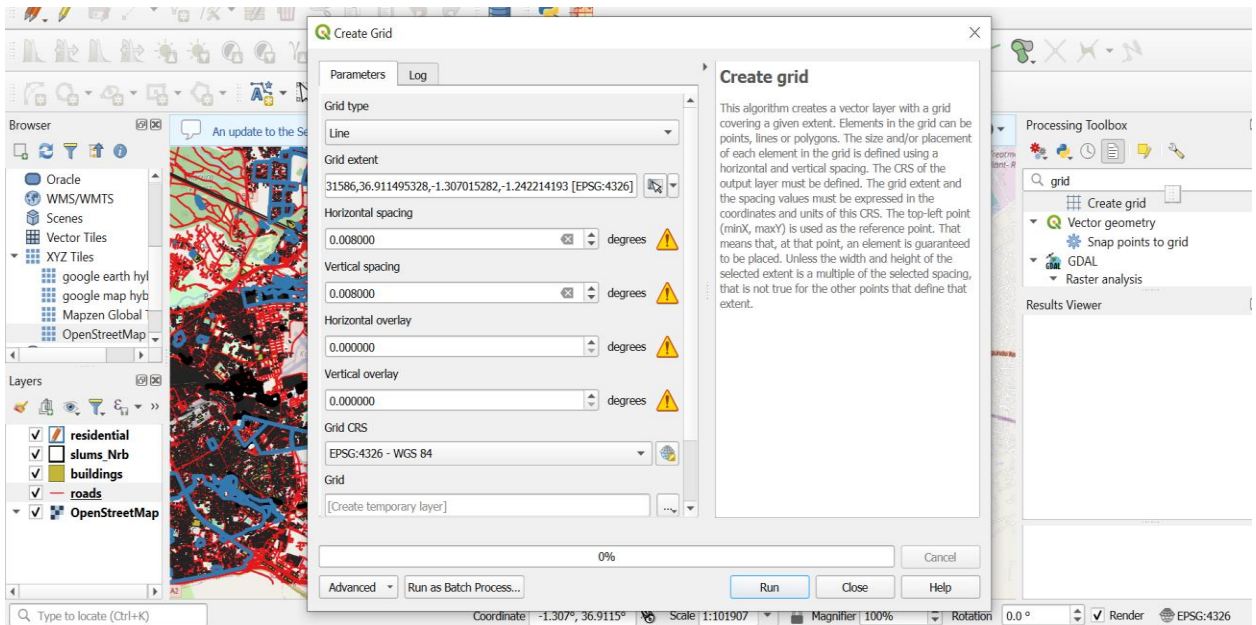 Create Grid
Parameters
Log
Grid type
Line
Grid extent
31586,36.911495328,-1.307015282,-1.242214193 [EPSG:4326]
Horizontal spacing
0.008000
degrees
Vertical spacing
0.008000
degrees
Horizontal overlay
0.000000
degrees
Vertical overlay
0.000000
degrees
Grid CRS
EPSG:4326 - WGS 84
Grid
[Create temporary layer]
...
0%
Cancel
Advanced
Run as Batch Process...
Run
Close
Help
Create grid
This algorithm creates a vector layer with a grid
covering a given extent. Elements in the grid can be
points, lines or polygons. The size and/or placement
of each element in the grid is defined using a
horizontal and vertical spacing. The CRS of the
output layer must be defined. The grid extent and
the spacing values must be expressed in the
coordinates and units of this CRS. The top-left point
(minX, maxY) is used as the reference point. That
means that, at that point, an element is guaranteed
to be placed. Unless the width and height of the
selected extent is a multiple of the selected spacing,
that is not true for the other points that define that
extent.
Browser
An update to the Se
Oracle
WMS/WMTS
Scenes
Vector Tiles
XYZ Tiles
google earth hyl
google map hyb
Mapzen Global
OpenStreetMap
Layers
residential
slums_Nrb
buildings
roads
OpenStreetMap
A2
Processing Toolbox
grid
Create grid
Vector geometry
Snap points to grid
GDAL
Raster analysis
Results Viewer
Type to locate (Ctrl+K)
Coordinate -1.307°, 36.9115° Scale 1:101907 Magnifier 100% Rotation 0.0 ° Render EPSG:4326